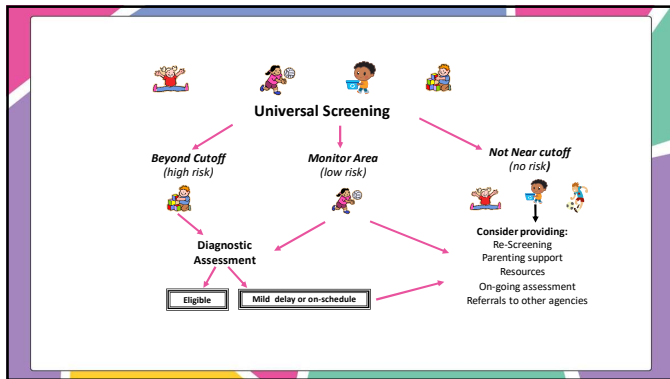 Universal Screening
Beyond Cutoff
(high risk)
Monitor Area
(low risk)
Not Near cutoff
(no risk)
Diagnostic
Assessment
Eligible
Mild delay or on-schedule
Consider providing:
Re-Screening
Parenting support
Resources
On-going assessment
Referrals to other agencies